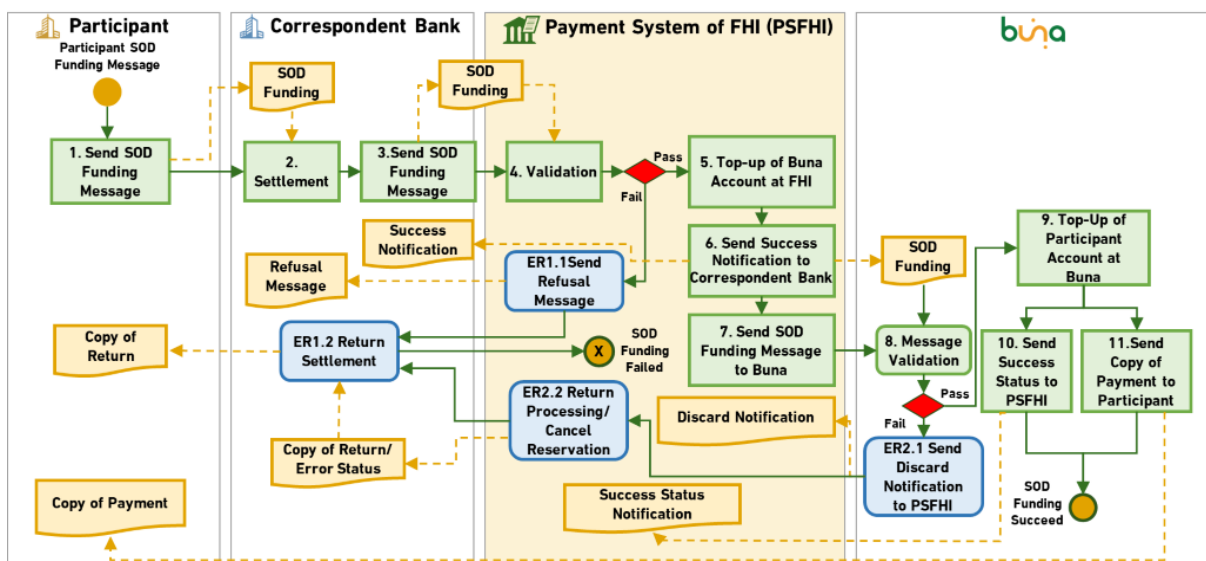 Participant
Correspondent Bank
Payment System of FHI (PSFHI)
buna
Participant SOD
Funding Message
SOD
Funding
SOD
Funding
1. Send SOD
Funding
Message
2.
Settlement
3.Send SOD
Funding
Message
4. Validation
Pass
Fail
5. Top-up of Buna
Account at FHI
Success
Notification
6. Send Success
Notification to
Correspondent Bank
SOD
Funding
9. Top-Up of
Participant
Account at
Buna
Refusal
Message
ER1.1Send
Refusal
Message
Copy of
Return
ER1.2 Return
Settlement
X
SOD
Funding
Failed
7. Send SOD
Funding Message
to Buna
8. Message
Validation
10. Send
Success
Status to
PSFHI
11.Send
Copy of
Payment to
Participant
Pass
Fail
ER2.2 Return
Processing/
Cancel
Reservation
Discard Notification
Copy of Return/
Error Status
ER2.1 Send
Discard
Notification
to PSFHI
Copy of Payment
Success Status
Notification
SOD
Funding
Succeed